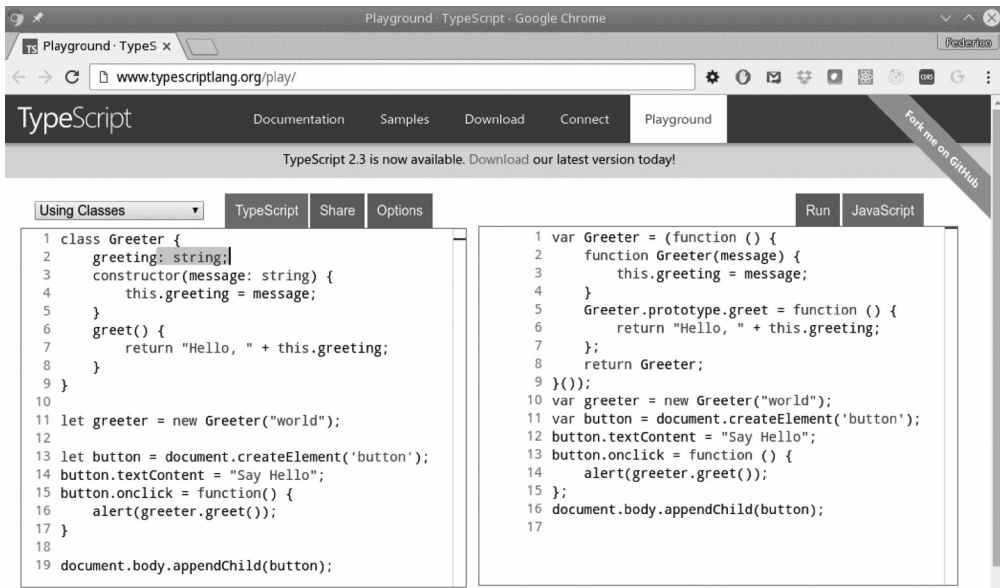 Playground · TypeScript - Google Chrome
Playground · TypeS ×
Federico
www.typescriptlang.org/play/
CORS
TypeScript
Documentation Samples Download Connect Playground
Fork me on GitHub
TypeScript 2.3 is now available. Download our latest version today!
Using Classes TypeScript Share Options
Run JavaScript
1 class Greeter {
2     greeting: string;
3     constructor(message: string) {
4         this.greeting = message;
5     }
6     greet() {
7         return "Hello, " + this.greeting;
8     }
9 }
10
11 let greeter = new Greeter("world");
12
13 let button = document.createElement('button');
14 button.textContent = "Say Hello";
15 button.onclick = function() {
16     alert(greeter.greet());
17 }
18
19 document.body.appendChild(button);
1 var Greeter = (function () {
2     function Greeter(message) {
3         this.greeting = message;
4     }
5     Greeter.prototype.greet = function () {
6         return "Hello, " + this.greeting;
7     };
8     return Greeter;
9 }());
10 var greeter = new Greeter("world");
11 var button = document.createElement('button');
12 button.textContent = "Say Hello";
13 button.onclick = function () {
14     alert(greeter.greet());
15 };
16 document.body.appendChild(button);
17